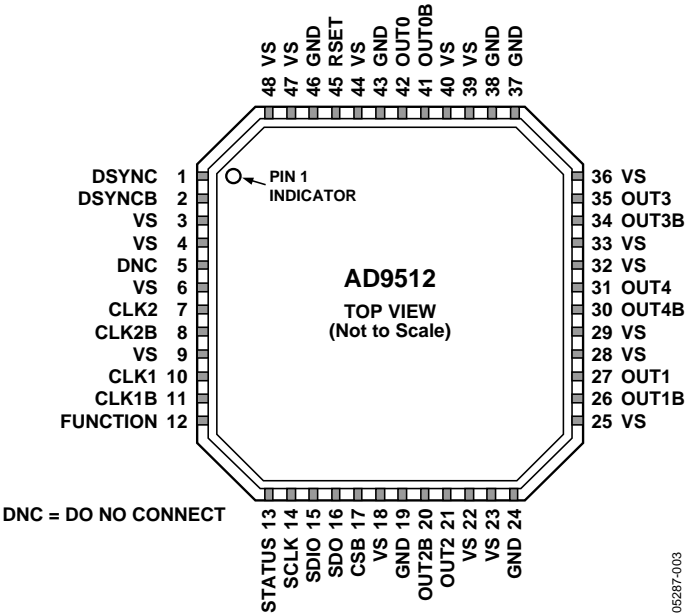 48 VS
47 VS
46 GND
45 RSET
44 VS
43 GND
42 OUT0
41 OUT0B
40 VS
39 VS
38 GND
37 GND
DSYNC 1
DSYNCB 2
VS 3
VS 4
DNC 5
VS 6
CLK2 7
CLK2B 8
VS 9
CLK1 10
CLK1B 11
FUNCTION 12
PIN 1
INDICATOR
AD9512
TOP VIEW
(Not to Scale)
36 VS
35 OUT3
34 OUT3B
33 VS
32 VS
31 OUT4
30 OUT4B
29 VS
28 VS
27 OUT1
26 OUT1B
25 VS
DNC = DO NO CONNECT
STATUS 13
SCLK 14
SDIO 15
SDO 16
CSB 17
VS 18
GND 19
OUT2B 20
OUT2 21
VS 22
VS 23
GND 24
05287-003